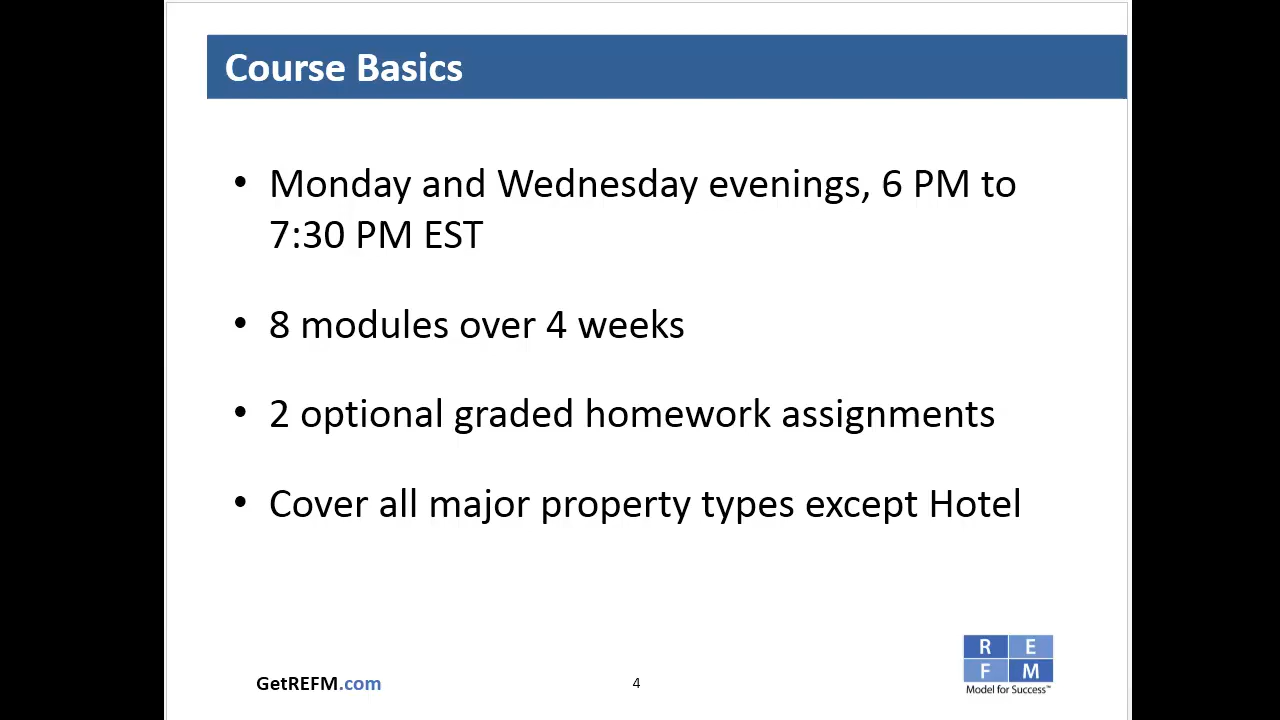 Course Basics
• Monday and Wednesday evenings, 6 PM to
7:30 PM EST
• 8 modules over 4 weeks
• 2 optional graded homework assignments
• Cover all major property types except Hotel
GetREFM.com
4
R E
F M
Model for Success™